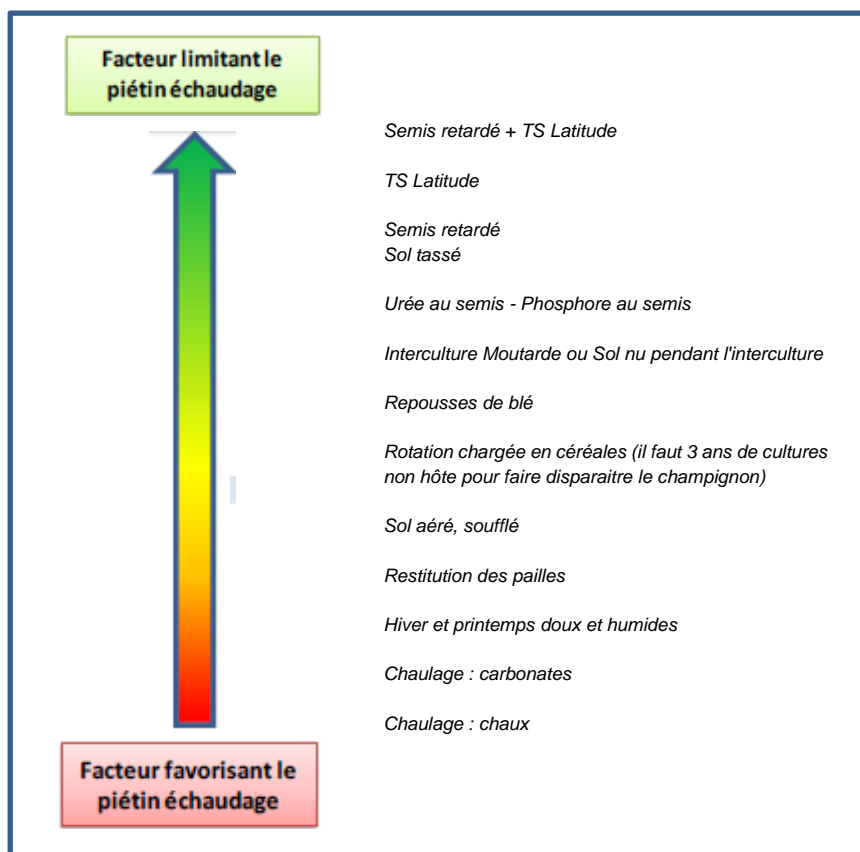 Facteur limitant le
piétin échaudage
Semis retardé + TS Latitude
TS Latitude
Semis retardé
Sol tassé
Urée au semis - Phosphore au semis
Interculture Moutarde ou Sol nu pendant l'interculture
Repousses de blé
Rotation chargée en céréales (il faut 3 ans de cultures
non hôte pour faire disparaitre le champignon)
Sol aéré, soufflé
Restitution des pailles
Hiver et printemps doux et humides
Chaulage : carbonates
Chaulage : chaux
Facteur favorisant le
piétin échaudage